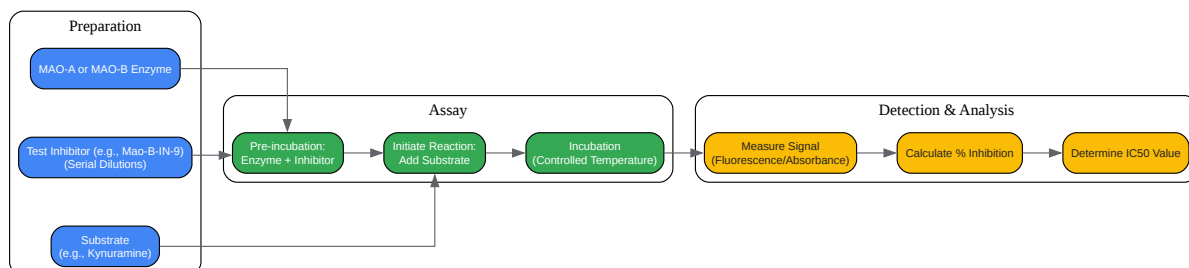 Preparation
MAO-A or MAO-B Enzyme
Test Inhibitor (e.g., Mao-B-IN-9)
(Serial Dilutions)
Substrate
(e.g., Kynuramine)
Assay
Pre-incubation:
Enzyme + Inhibitor
Initiate Reaction:
Add Substrate
Incubation
(Controlled Temperature)
Detection & Analysis
Measure Signal
(Fluorescence/Absorbance)
Calculate % Inhibition
Determine IC50 Value